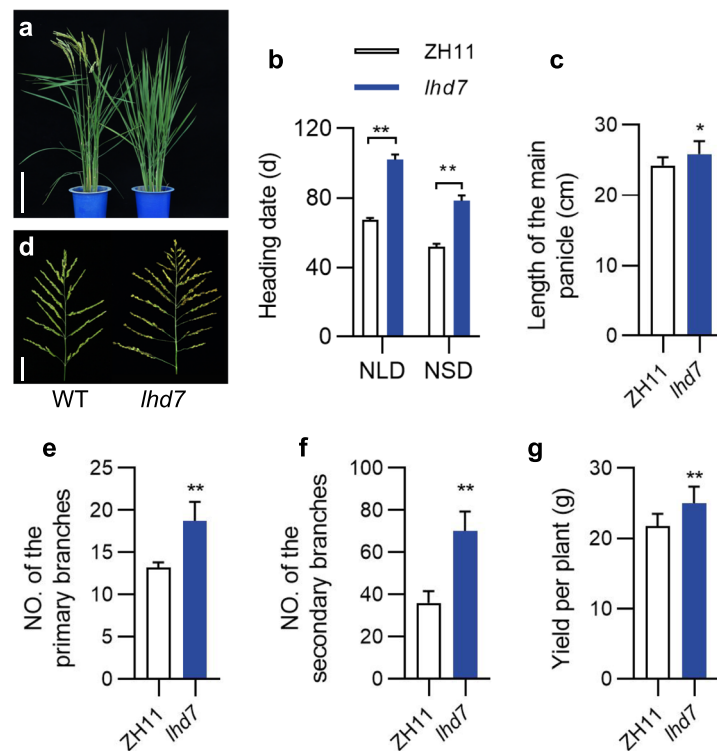 a
b
ZH11
lhd7
Heading date (d)
120
80
40
0
**
**
NLD
NSD
c
Length of the main
panicle (cm)
30
20
10
0
*
ZH11
lhd7
d
WT
lhd7
e
NO. of the
primary branches
25
20
15
10
5
0
**
ZH11
lhd7
f
NO. of the
secondary branches
100
80
60
40
20
0
**
ZH11
lhd7
g
Yield per plant (g)
30
20
10
0
**
ZH11
lhd7